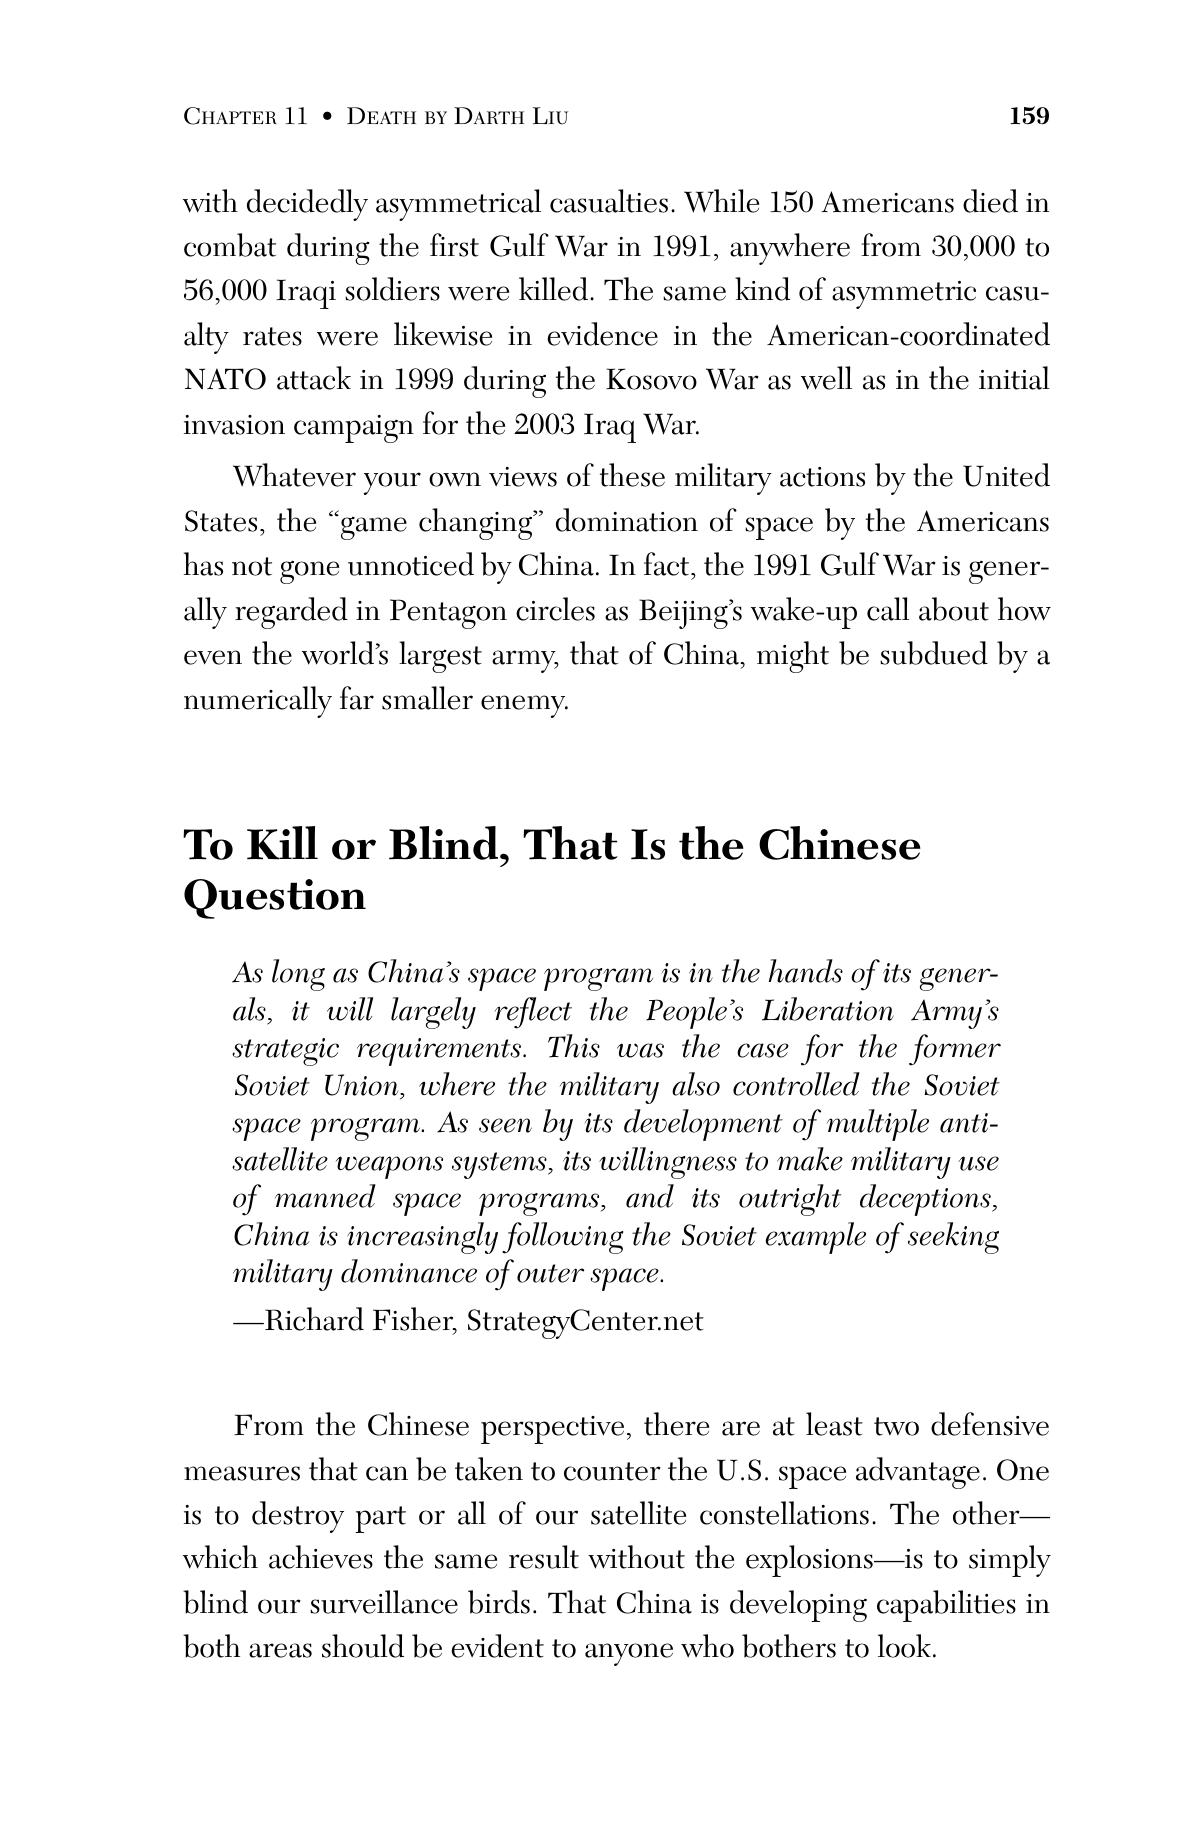 CHAPTER 11 • DEATH BY DARTH LIU 159
with decidedly asymmetrical casualties. While 150 Americans died in
combat during the first Gulf War in 1991, anywhere from 30,000 to
56,000 Iraqi soldiers were killed. The same kind of asymmetric casu-
alty rates were likewise in evidence in the American-coordinated
NATO attack in 1999 during the Kosovo War as well as in the initial
invasion campaign for the 2003 Iraq War.
Whatever your own views of these military actions by the United
States, the “game changing” domination of space by the Americans
has not gone unnoticed by China. In fact, the 1991 Gulf War is gener-
ally regarded in Pentagon circles as Beijing’s wake-up call about how
even the world’s largest army, that of China, might be subdued by a
numerically far smaller enemy.
To Kill or Blind, That Is the Chinese
Question
As long as China’s space program is in the hands of its gener-
als, it will largely reflect the People’s Liberation Army’s
strategic requirements. This was the case for the former
Soviet Union, where the military also controlled the Soviet
space program. As seen by its development of multiple anti-
satellite weapons systems, its willingness to make military use
of manned space programs, and its outright deceptions,
China is increasingly following the Soviet example of seeking
military dominance of outer space.
—Richard Fisher, StrategyCenter.net
From the Chinese perspective, there are at least two defensive
measures that can be taken to counter the U.S. space advantage. One
is to destroy part or all of our satellite constellations. The other—
which achieves the same result without the explosions—is to simply
blind our surveillance birds. That China is developing capabilities in
both areas should be evident to anyone who bothers to look.